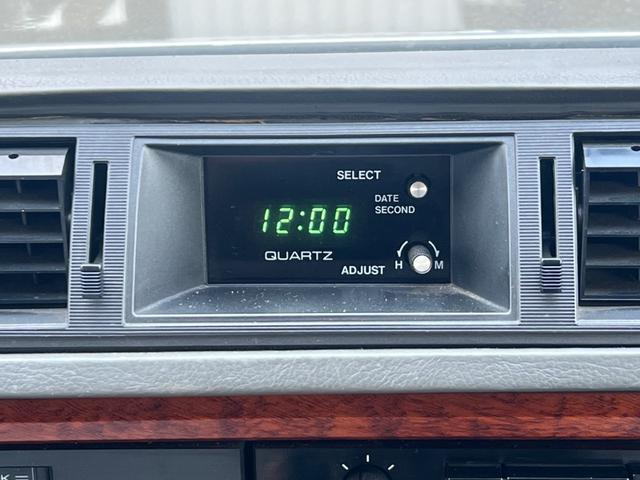 SELECT
DATE
SECOND
12:00
QUARTZ
ADJUST
H M